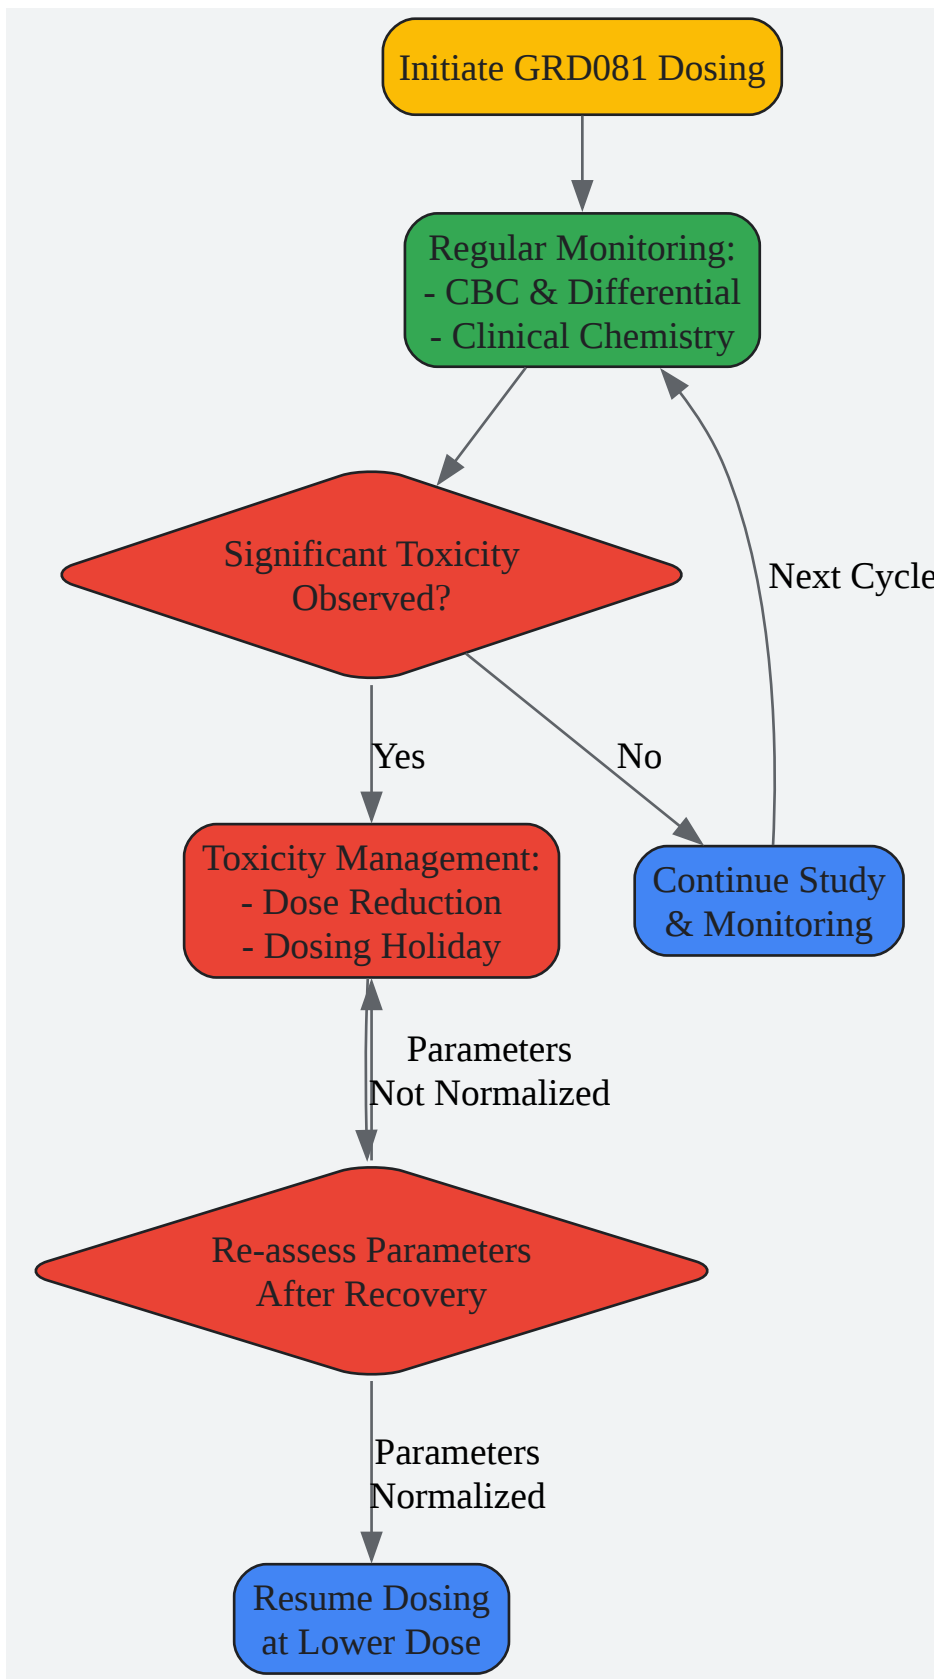 Initiate GRD081 Dosing
Regular Monitoring:
- CBC & Differential
- Clinical Chemistry
Significant Toxicity
Observed?
Next Cycle
Yes
No
Toxicity Management:
- Dose Reduction
- Dosing Holiday
Continue Study
& Monitoring
Parameters
Not Normalized
Re-assess Parameters
After Recovery
Parameters
Normalized
Resume Dosing
at Lower Dose